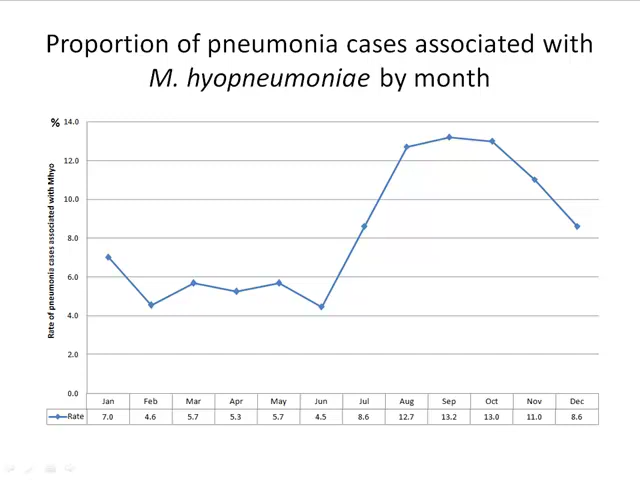 Proportion of pneumonia cases associated with
M. hyopneumoniae by month
% 14.0
12.0
10.0
8.0
6.0
4.0
2.0
0.0
Rate of pneumonia cases associated with Mhyo
Jan Feb Mar Apr May Jun Jul Aug Sep Oct Nov Dec
Rate 7.0 4.6 5.7 5.3 5.7 4.5 8.6 12.7 13.2 13.0 11.0 8.6